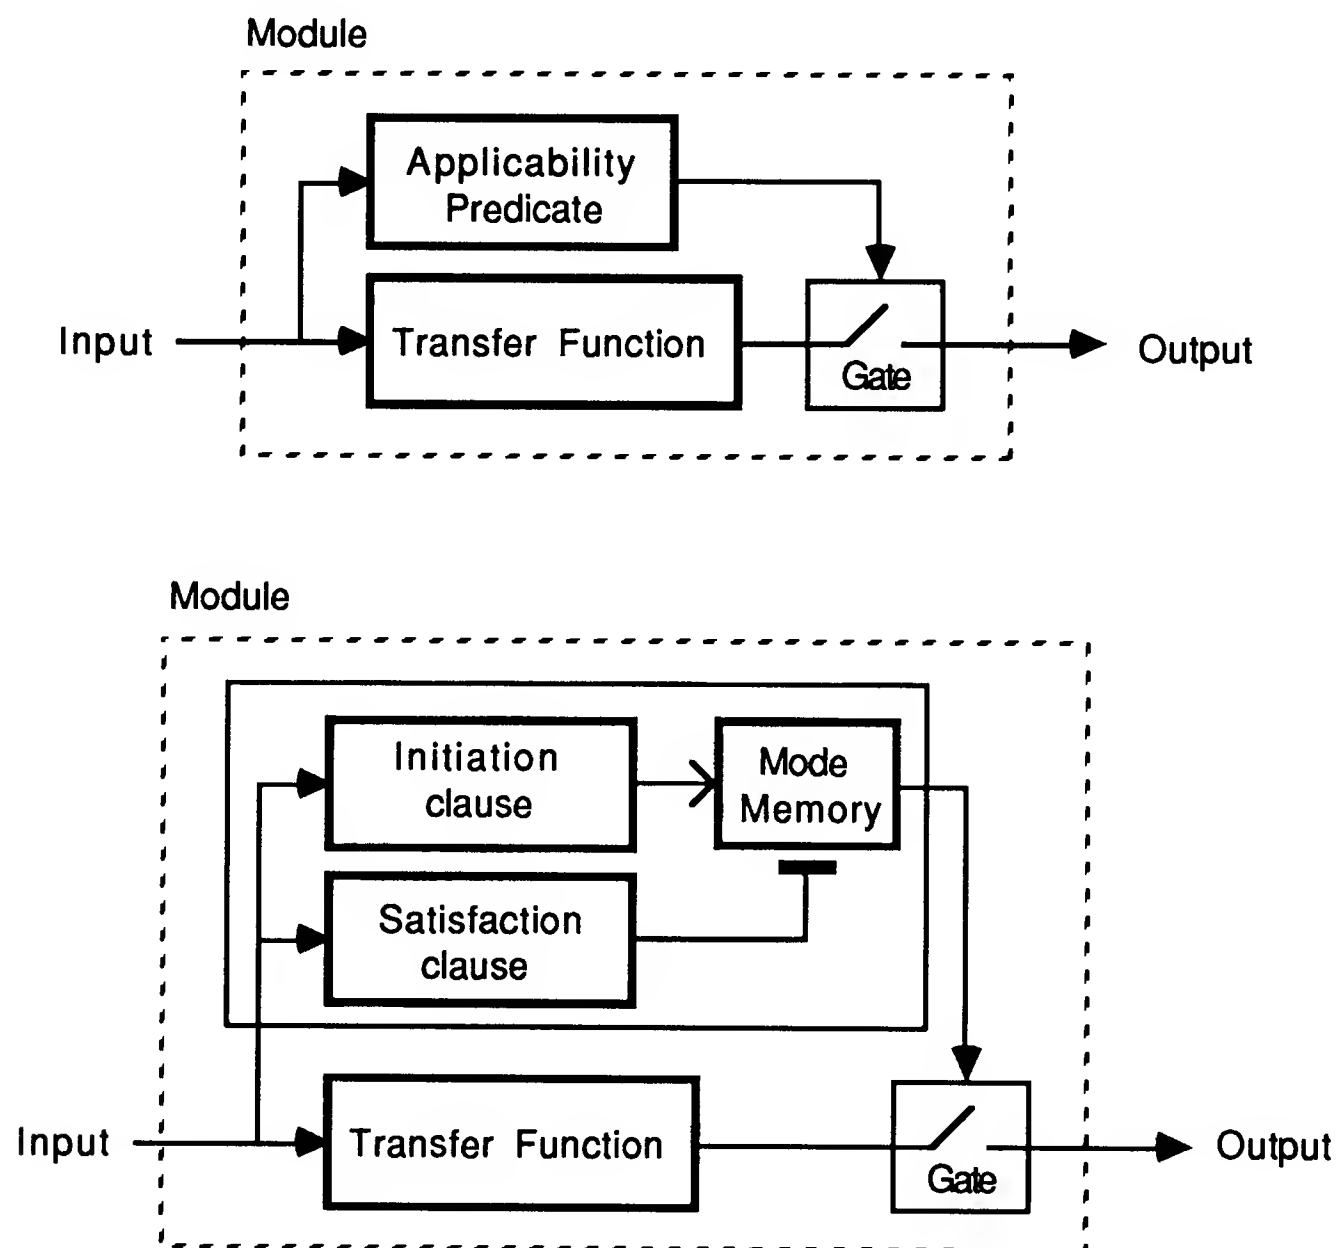 Module
Applicability
Predicate
Input
Transfer Function
Gate
Output
Module
Initiation
clause
Mode
Memory
Satisfaction
clause
Input
Transfer Function
Gate
Output